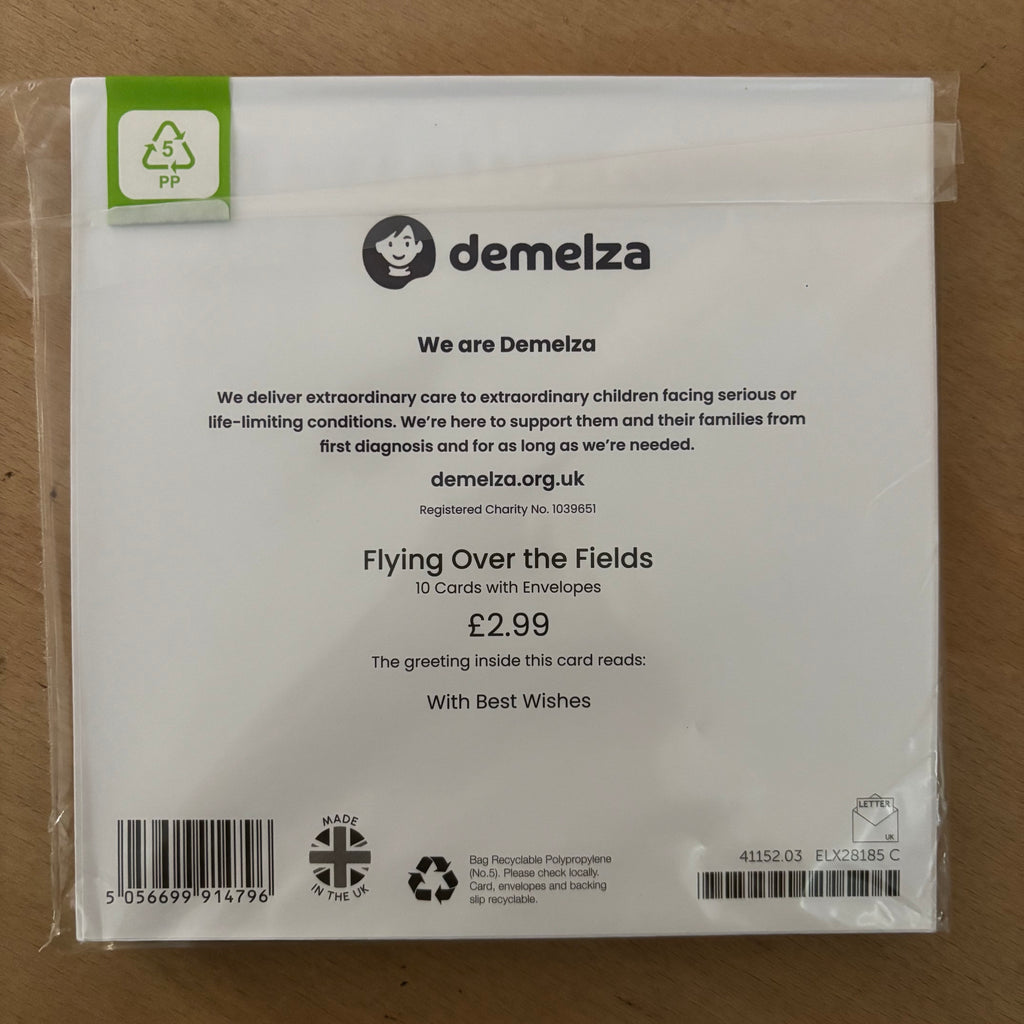 5
PP
demelza
We are Demelza
We deliver extraordinary care to extraordinary children facing serious or
life-limiting conditions. We're here to support them and their families from
first diagnosis and for as long as we're needed.
demelza.org.uk
Registered Charity No. 1039651
Flying Over the Fields
10 Cards with Envelopes
£2.99
The greeting inside this card reads:
With Best Wishes
5 056699 914796
MADE
IN THE UK
Bag Recyclable Polypropylene
(No.5). Please check locally.
Card, envelopes and backing
slip recyclable.
LETTER
UK
41152.03 ELX28185 C